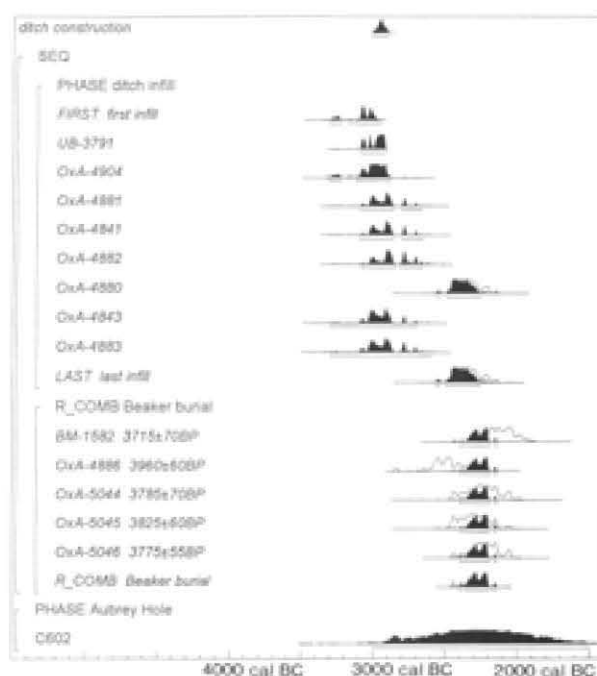 ditch construction
SEQ
PHASE ditch infill
FIRST first infill
UB-3791
OxA-4904
OxA-4881
OxA-4841
OxA-4882
OxA-4880
OxA-4843
OxA-4883
LAST last infill
R_COMB Beaker burial
BM-1582 3715±70BP
OxA-4886 3960±60BP
OxA-5044 3785±70BP
OxA-5045 3825±60BP
OxA-5046 3775±55BP
R_COMB Beaker burial
PHASE Aubrey Hole
C602
4000 cal BC 3000 cal BC 2000 cal BC